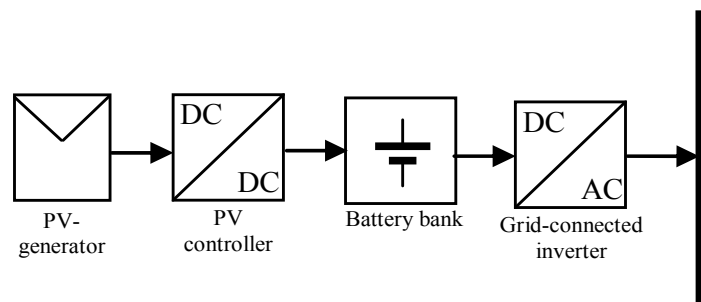 DC
DC
DC
AC
PV-
generator
PV
controller
Battery bank
Grid-connected
inverter